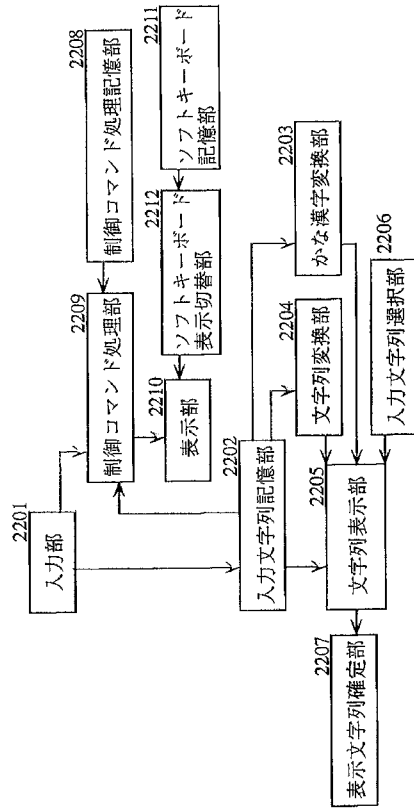 2201
入力部
2208
制御コマンド処理記憶部
2209
制御コマンド処理部
2211
ソフトキーボード
記憶部
2212
ソフトキーボード
表示切替部
2210
表示部
2202
入力文字列記憶部
2203
かな漢字変換部
2204
文字列変換部
2206
入力文字列選択部
2205
文字列表示部
2207
表示文字列確定部